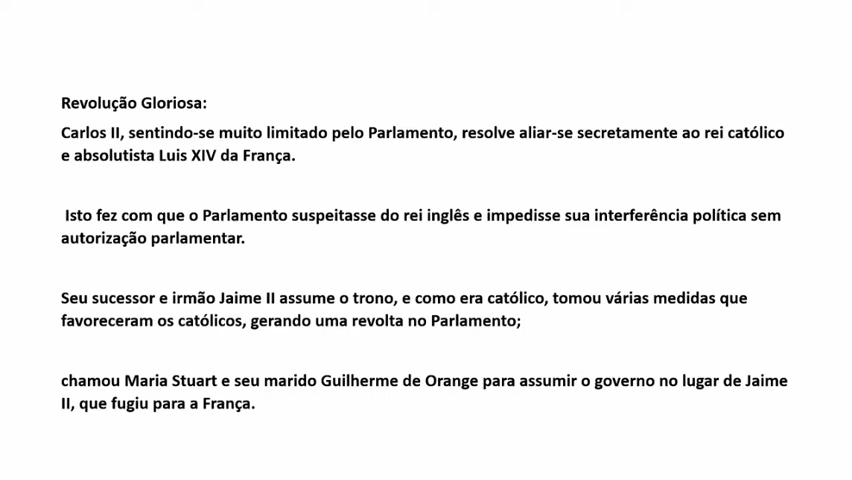 Revolução Gloriosa:
Carlos II, sentindo-se muito limitado pelo Parlamento, resolve aliar-se secretamente ao rei católico
e absolutista Luis XIV da França.
Isto fez com que o Parlamento suspeitasse do rei inglês e impedisse sua interferência política sem
autorização parlamentar.
Seu sucessor e irmão Jaime II assume o trono, e como era católico, tomou várias medidas que
favoreceram os católicos, gerando uma revolta no Parlamento;
chamou Maria Stuart e seu marido Guilherme de Orange para assumir o governo no lugar de Jaime
II, que fugiu para a França.